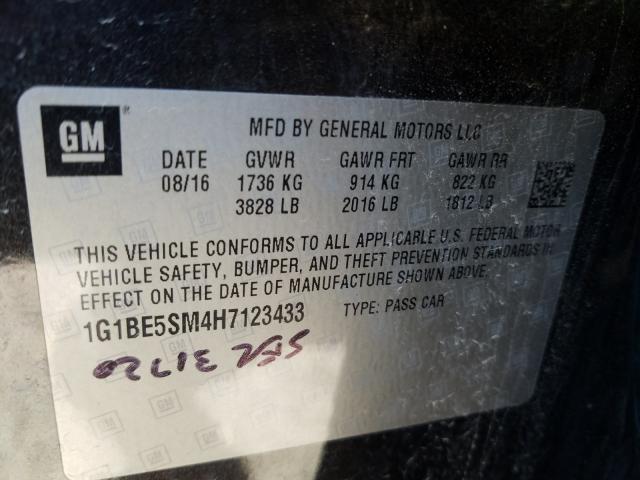 GM
MFD BY GENERAL MOTORS LLC
DATE GVWR GAWR FRT GAWR RR
08/16 1736 KG 914 KG 822 KG
3828 LB 2016 LB 1812 LB
THIS VEHICLE CONFORMS TO ALL APPLICABLE U.S. FEDERAL MOTOR
VEHICLE SAFETY, BUMPER, AND THEFT PREVENTION STANDARDS IN
EFFECT ON THE DATE OF MANUFACTURE SHOWN ABOVE.
1G1BE5SM4H7123433 TYPE: PASS CAR